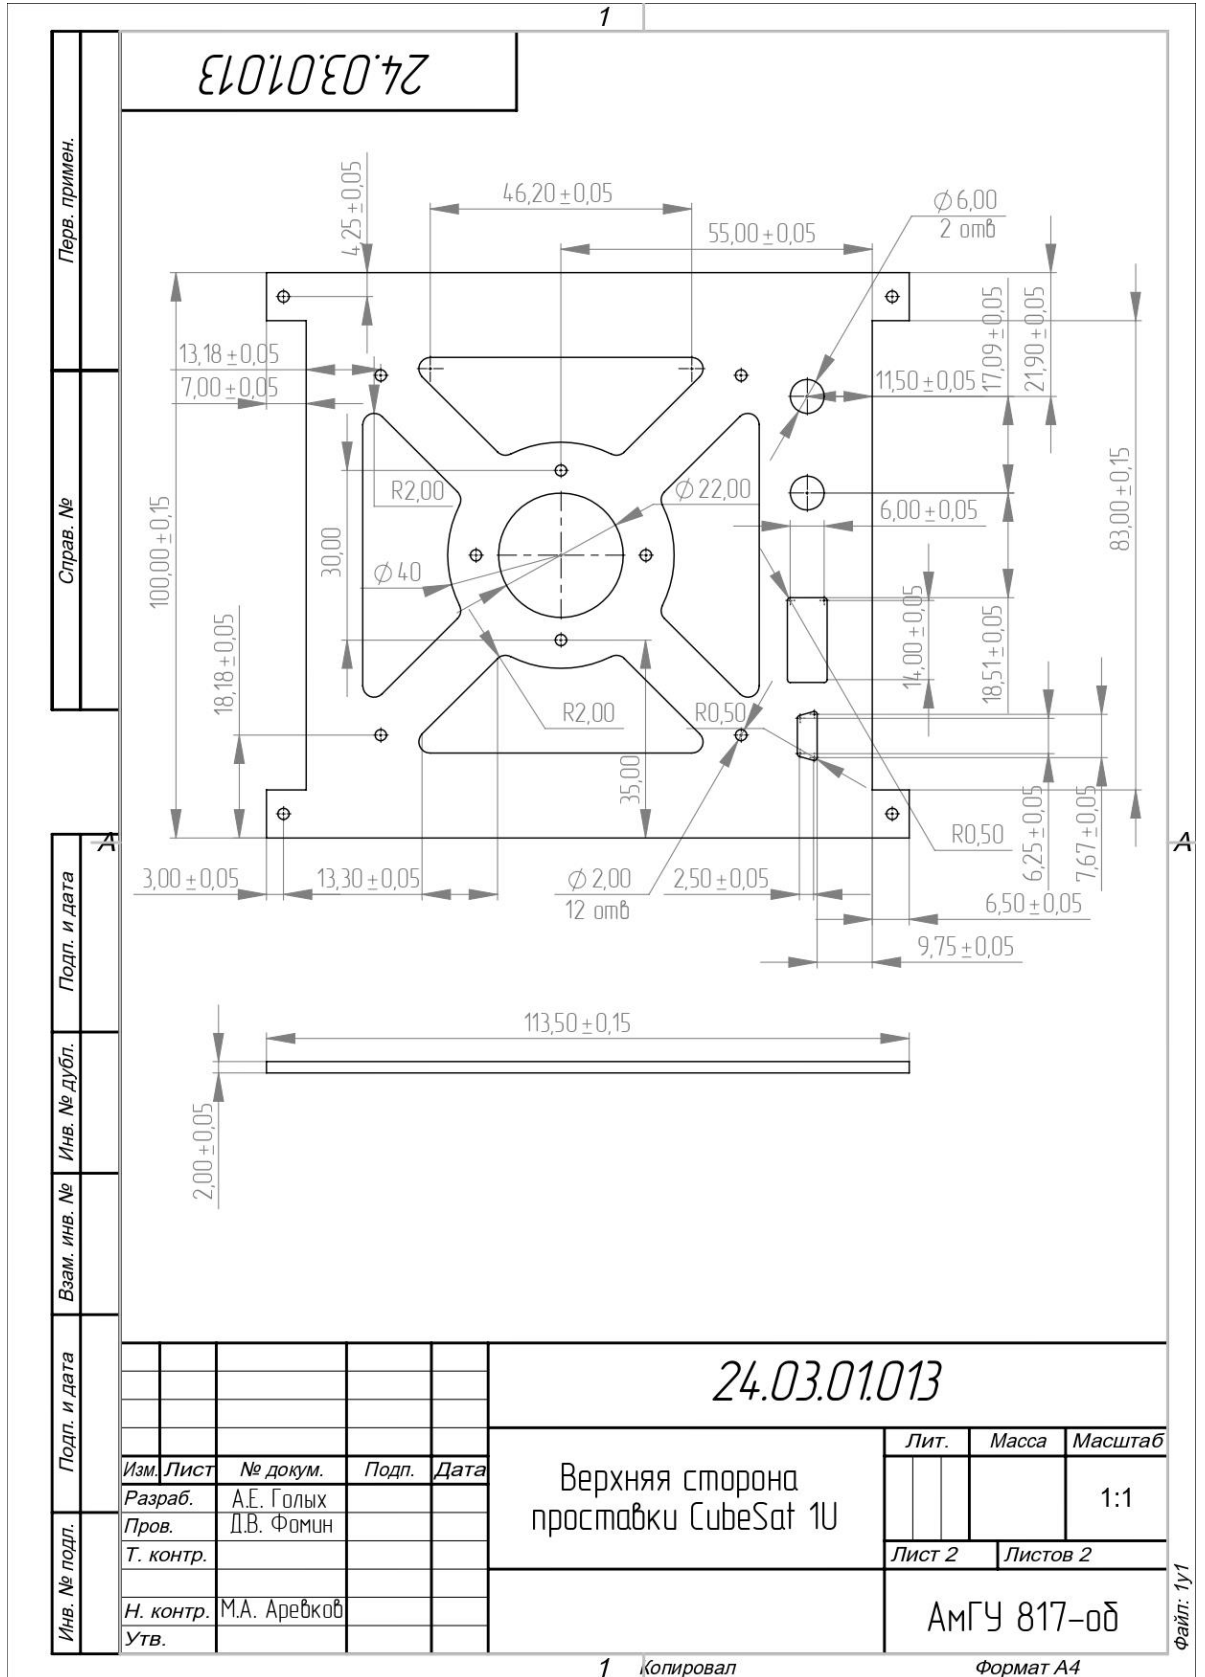 1
24.03.01.013
Перв. примен.
Справ. №
Подп. и дата
Инв. № дубл.
Взам. инв. №
Подп. и дата
Инв. № подл.
4,25±0,05
46,20±0,05
55,00±0,05
⌀6,00
2 отв
17,09±0,05
21,90±0,05
13,18±0,05
7,00±0,05
11,50±0,05
100,00±0,15
R2,00
⌀22,00
6,00±0,05
83,00±0,15
30,00
⌀40
14,00±0,05
18,51±0,05
18,18±0,05
R2,00
R0,50
35,00
6,25±0,05
7,67±0,05
R0,50
А
А
3,00±0,05
13,30±0,05
⌀2,00
12 отв
2,50±0,05
6,50±0,05
9,75±0,05
113,50±0,15
2,00±0,05
24.03.01.013
Изм. Лист № докум. Подп. Дата
Разраб. А.Е. Голых
Пров. Д.В. Фомин
Т. контр.
Н. контр. М.А. Аревков
Утв.
Верхняя сторона
проставки CubeSat 1U
Лит. Масса Масштаб
1:1
Лист 2 Листов 2
АмГУ 817-об
Файл: 1у1
1 Копировал Формат А4